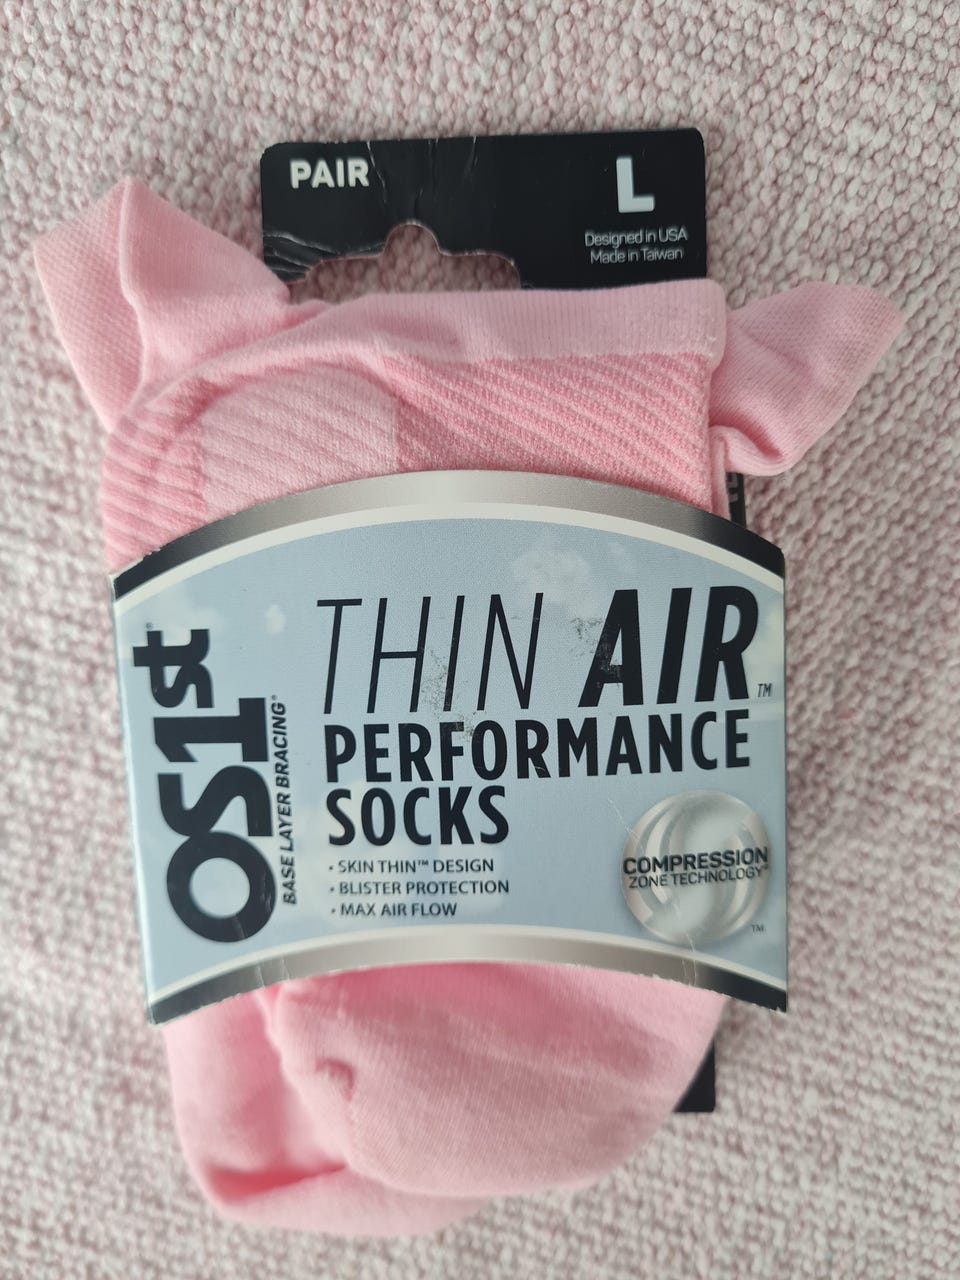 PAIR
L
Designed in USA
Made in Taiwan
OS1st®
BASE LAYER BRACING®
THIN AIR™
PERFORMANCE
SOCKS
• SKIN THIN™ DESIGN
• BLISTER PROTECTION
• MAX AIR FLOW
COMPRESSION
ZONE TECHNOLOGY®
TM